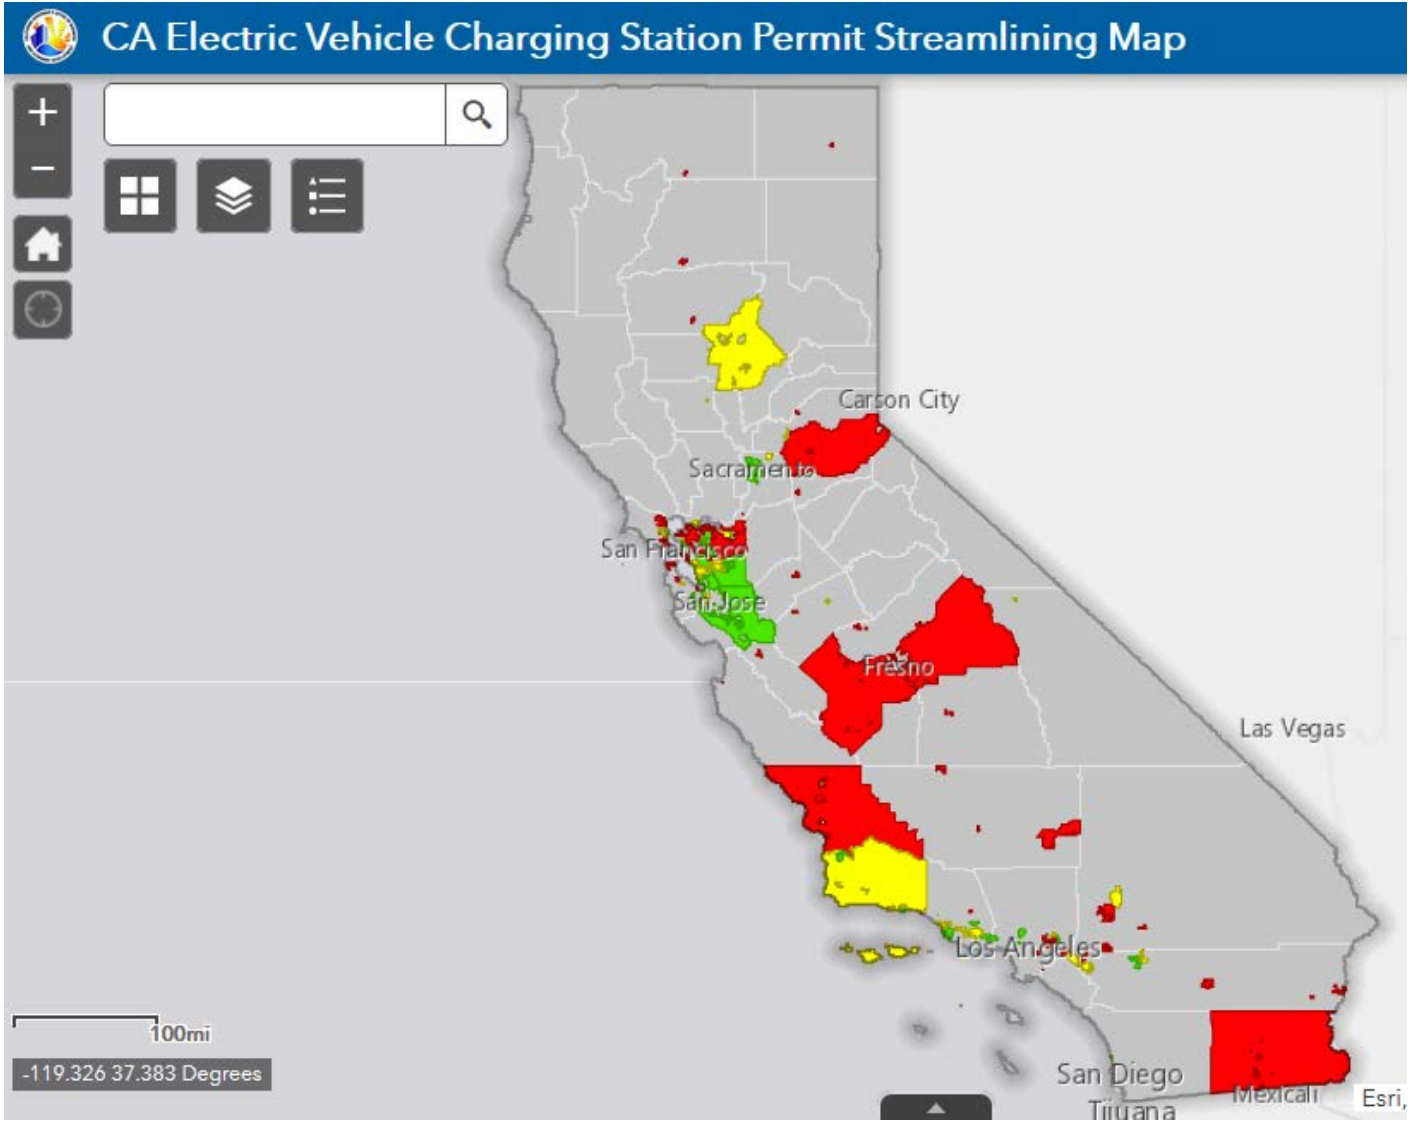 CA Electric Vehicle Charging Station Permit Streamlining Map
+
−
Carson City
Sacramento
San Francisco
San Jose
Fresno
Las Vegas
Los Angeles
100mi
-119.326 37.383 Degrees
San Diego
Mexicali
Tijuana
Esri,